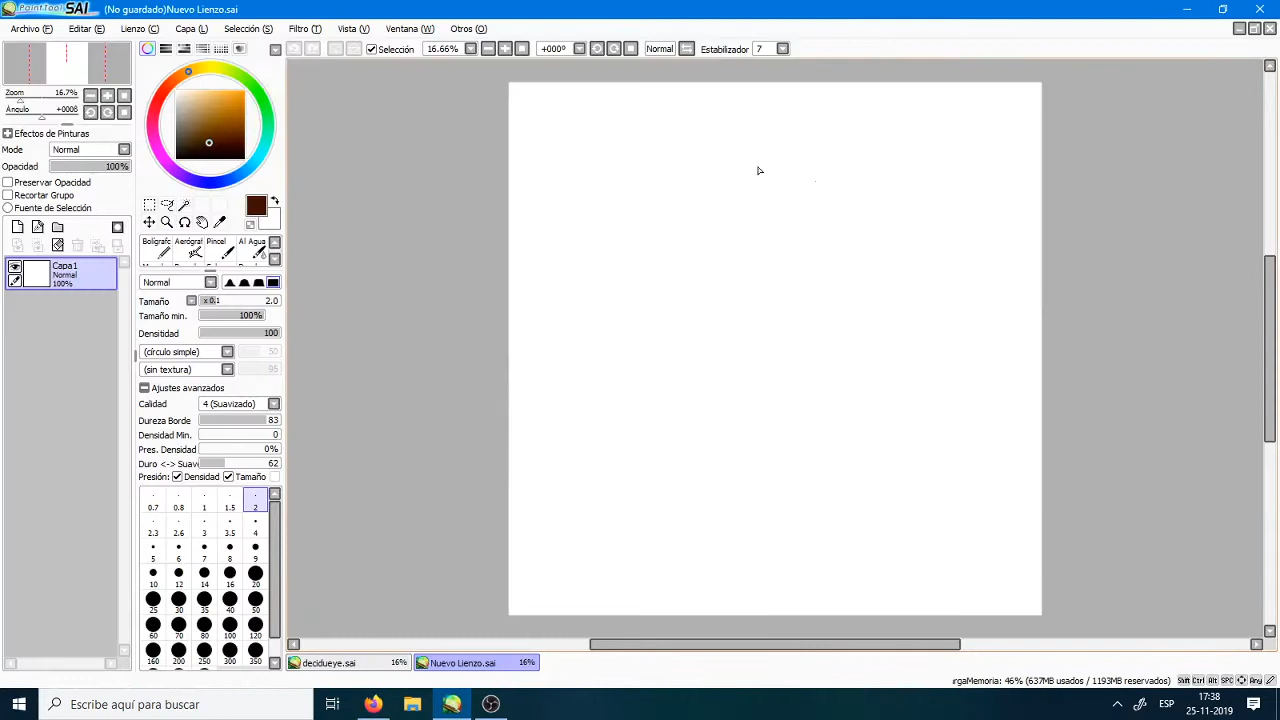 PaintTool SAI (No guardado)Nuevo Lienzo.sai
Archivo (F) Editar (E) Lienzo (C) Capa (L) Selección (S) Filtro (T) Vista (V) Ventana (W) Otros (O)
Selección 16.66% +000º Normal Estabilizador 7
Zoom 16.7%
Ángulo +000ß
Efectos de Pinturas
Modo Normal
Opacidad 100%
Preservar Opacidad
Recortar Grupo
Fuente de Selección
Capa1
Normal
100%
Bolígrafc Aerógraf Pincel Al Agua
Normal
Tamaño x 0.1 2.0
Tamaño min. 100%
Densitidad 100
(círculo simple) 50
(sin textura) 95
Ajustes avanzados
Calidad 4 (Suavizado)
Dureza Borde 83
Densidad Min. 0
Pres. Densidad 0%
Duro <-> Suav 62
Presión: Densidad Tamaño
0.7 0.8 1 1.5 2
2.3 2.6 3 3.5 4
5 6 7 8 9
10 12 14 16 20
25 30 35 40 50
60 70 80 100 120
160 200 250 300 350
decidueye.sai 16% Nuevo Lienzo.sai 16%
rgaMemoria: 46% (637MB usados / 1193MB reservados) Shift Ctrl Alt SPC Any
Escribe aquí para buscar
ESP
17:38
25-11-2019